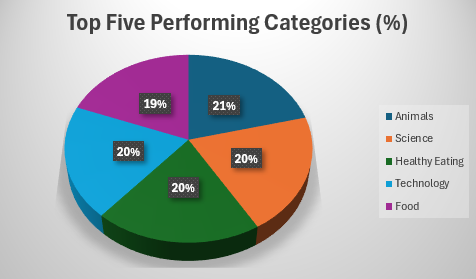 Top Five Performing Categories (%)
19%
21%
20%
20%
20%
Animals
Science
Healthy Eating
Technology
Food